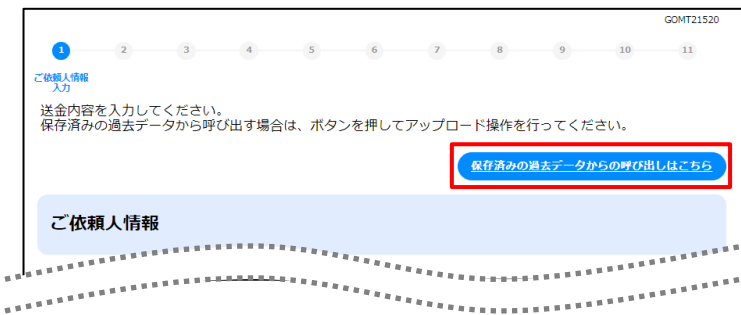 GOMT21520
1 2 3 4 5 6 7 8 9 10 11
ご依頼人情報
入力
送金内容を入力してください。
保存済みの過去データから呼び出す場合は、ボタンを押してアップロード操作を行ってください。
保存済みの過去データからの呼び出しはこちら
ご依頼人情報